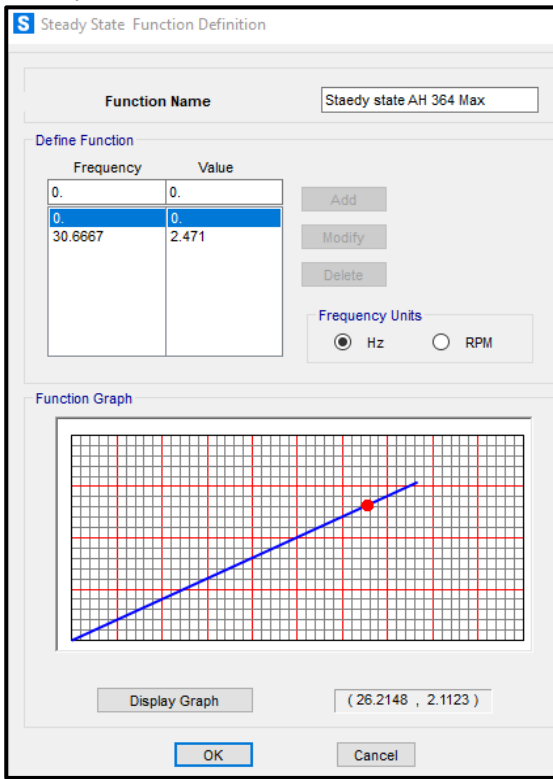 S Steady State Function Definition
Function Name Staedy state AH 364 Max
Define Function
Frequency Value
0. 0. Add
0. 0.
30.6667 2.471 Modify
Delete
Frequency Units
Hz RPM
Function Graph
Display Graph ( 26.2148 , 2.1123 )
OK Cancel